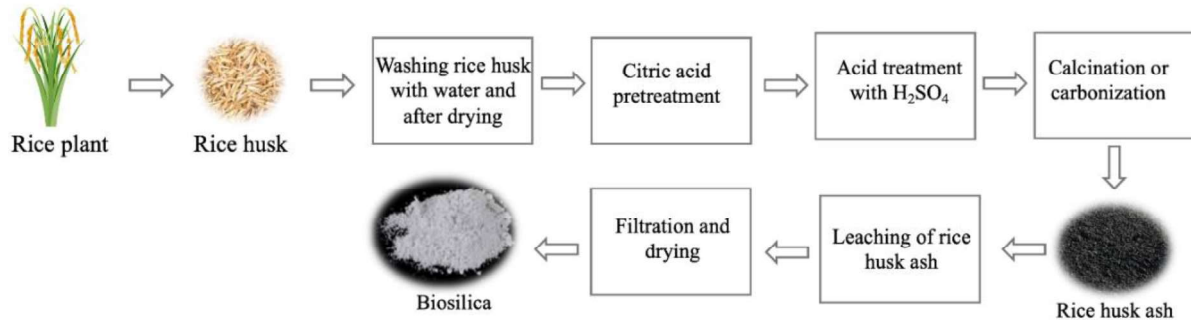 Rice plant
Rice husk
Washing rice husk
with water and
after drying
Citric acid
pretreatment
Acid treatment
with H₂SO₄
Calcination or
carbonization
Rice husk ash
Leaching of rice
husk ash
Filtration and
drying
Biosilica